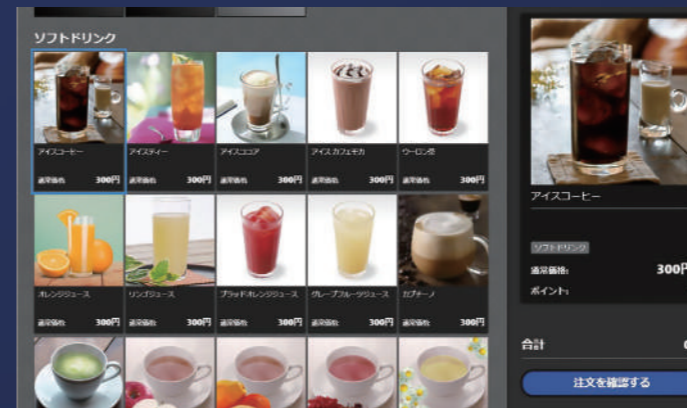 ソフトドリンク
アイスコーヒー
アイスティー
アイスココア
アイスカフェモカ
ウーロン茶
通常価格: 300円
通常価格: 300円
通常価格: 300円
通常価格: 300円
通常価格: 300円
オレンジジュース
リンゴジュース
ブラッドオレンジジュース
グレープフルーツジュース
カプチーノ
通常価格: 300円
通常価格: 300円
通常価格: 300円
通常価格: 300円
通常価格: 300円
アイスコーヒー
ソフトドリンク
通常価格: 300円
ポイント:
合計
注文を確認する